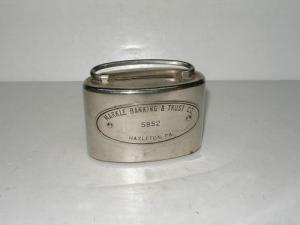 MARKLE BANKING & TRUST CO.
5852
HAZLETON, PA.